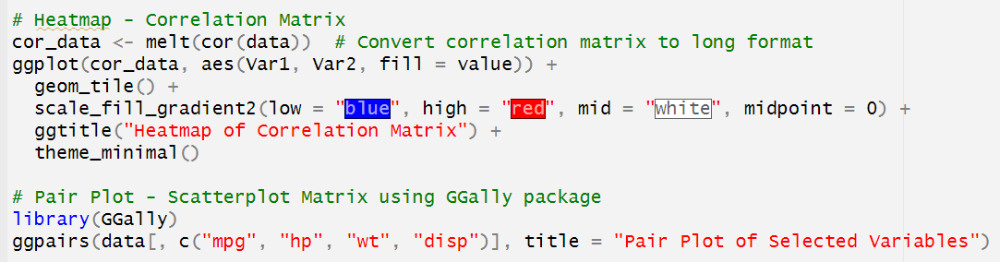 # Heatmap - Correlation Matrix
cor_data <- melt(cor(data))  # Convert correlation matrix to long format
ggplot(cor_data, aes(Var1, Var2, fill = value)) +
  geom_tile() +
  scale_fill_gradient2(low = "blue", high = "red", mid = "white", midpoint = 0) +
  ggtitle("Heatmap of Correlation Matrix") +
  theme_minimal()

# Pair Plot - Scatterplot Matrix using GGally package
library(GGally)
ggpairs(data[, c("mpg", "hp", "wt", "disp")], title = "Pair Plot of Selected Variables")